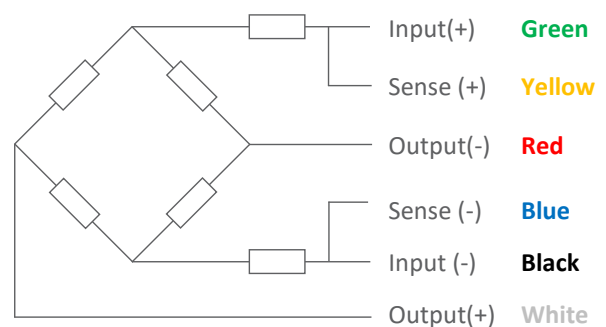 Input(+) Green
Sense (+) Yellow
Output(-) Red
Sense (-) Blue
Input (-) Black
Output(+) White